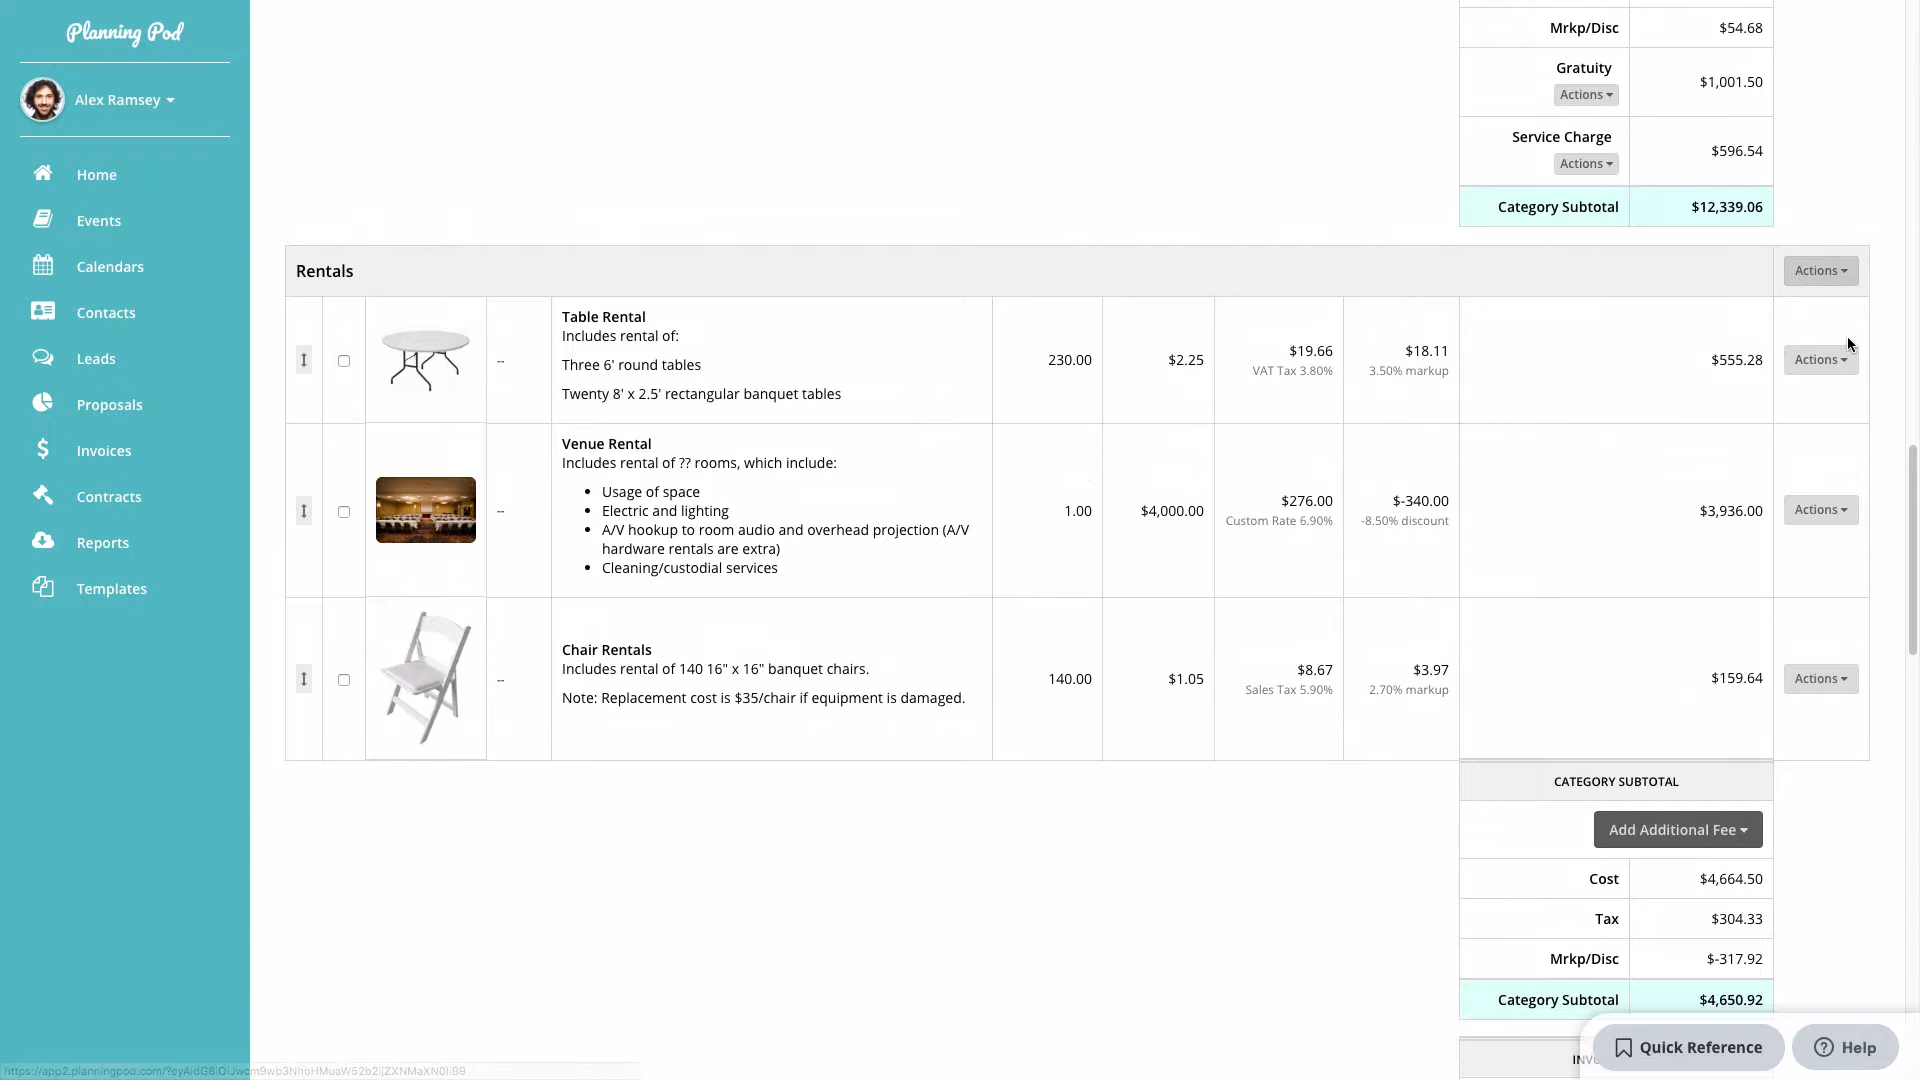 Planning Pod
Alex Ramsey
Home
Events
Calendars
Contacts
Leads
Proposals
Invoices
Contracts
Reports
Templates
Mrkp/Disc $54.68
Gratuity
Actions
$1,001.50
Service Charge
Actions
$596.54
Category Subtotal $12,339.06
Rentals Actions
Table Rental
Includes rental of:
Three 6' round tables
Twenty 8' x 2.5' rectangular banquet tables
--
230.00
$2.25
$19.66
VAT Tax 3.80%
$18.11
3.50% markup
$555.28
Actions
Venue Rental
Includes rental of ?? rooms, which include:
• Usage of space
• Electric and lighting
• A/V hookup to room audio and overhead projection (A/V
hardware rentals are extra)
• Cleaning/custodial services
--
1.00
$4,000.00
$276.00
Custom Rate 6.90%
$-340.00
-8.50% discount
$3,936.00
Actions
Chair Rentals
Includes rental of 140 16" x 16" banquet chairs.
Note: Replacement cost is $35/chair if equipment is damaged.
--
140.00
$1.05
$8.67
Sales Tax 5.90%
$3.97
2.70% markup
$159.64
Actions
CATEGORY SUBTOTAL
Add Additional Fee
Cost $4,664.50
Tax $304.33
Mrkp/Disc $-317.92
Category Subtotal $4,650.92
Quick Reference
Help